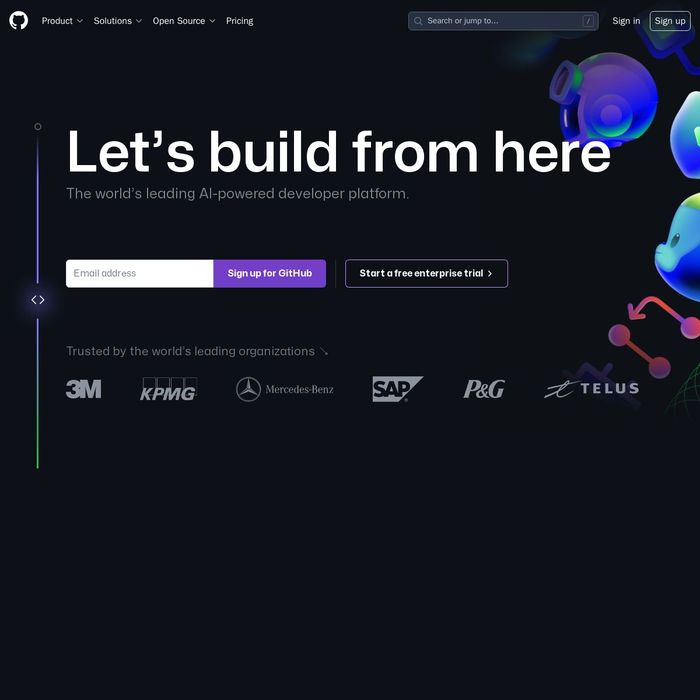 Product
Solutions
Open Source
Pricing
Search or jump to...
/
Sign in
Sign up
Let’s build from here
The world’s leading AI-powered developer platform.
Email address
Sign up for GitHub
Start a free enterprise trial
Trusted by the world’s leading organizations ↘
3M
KPMG
Mercedes-Benz
SAP
P&G
TELUS